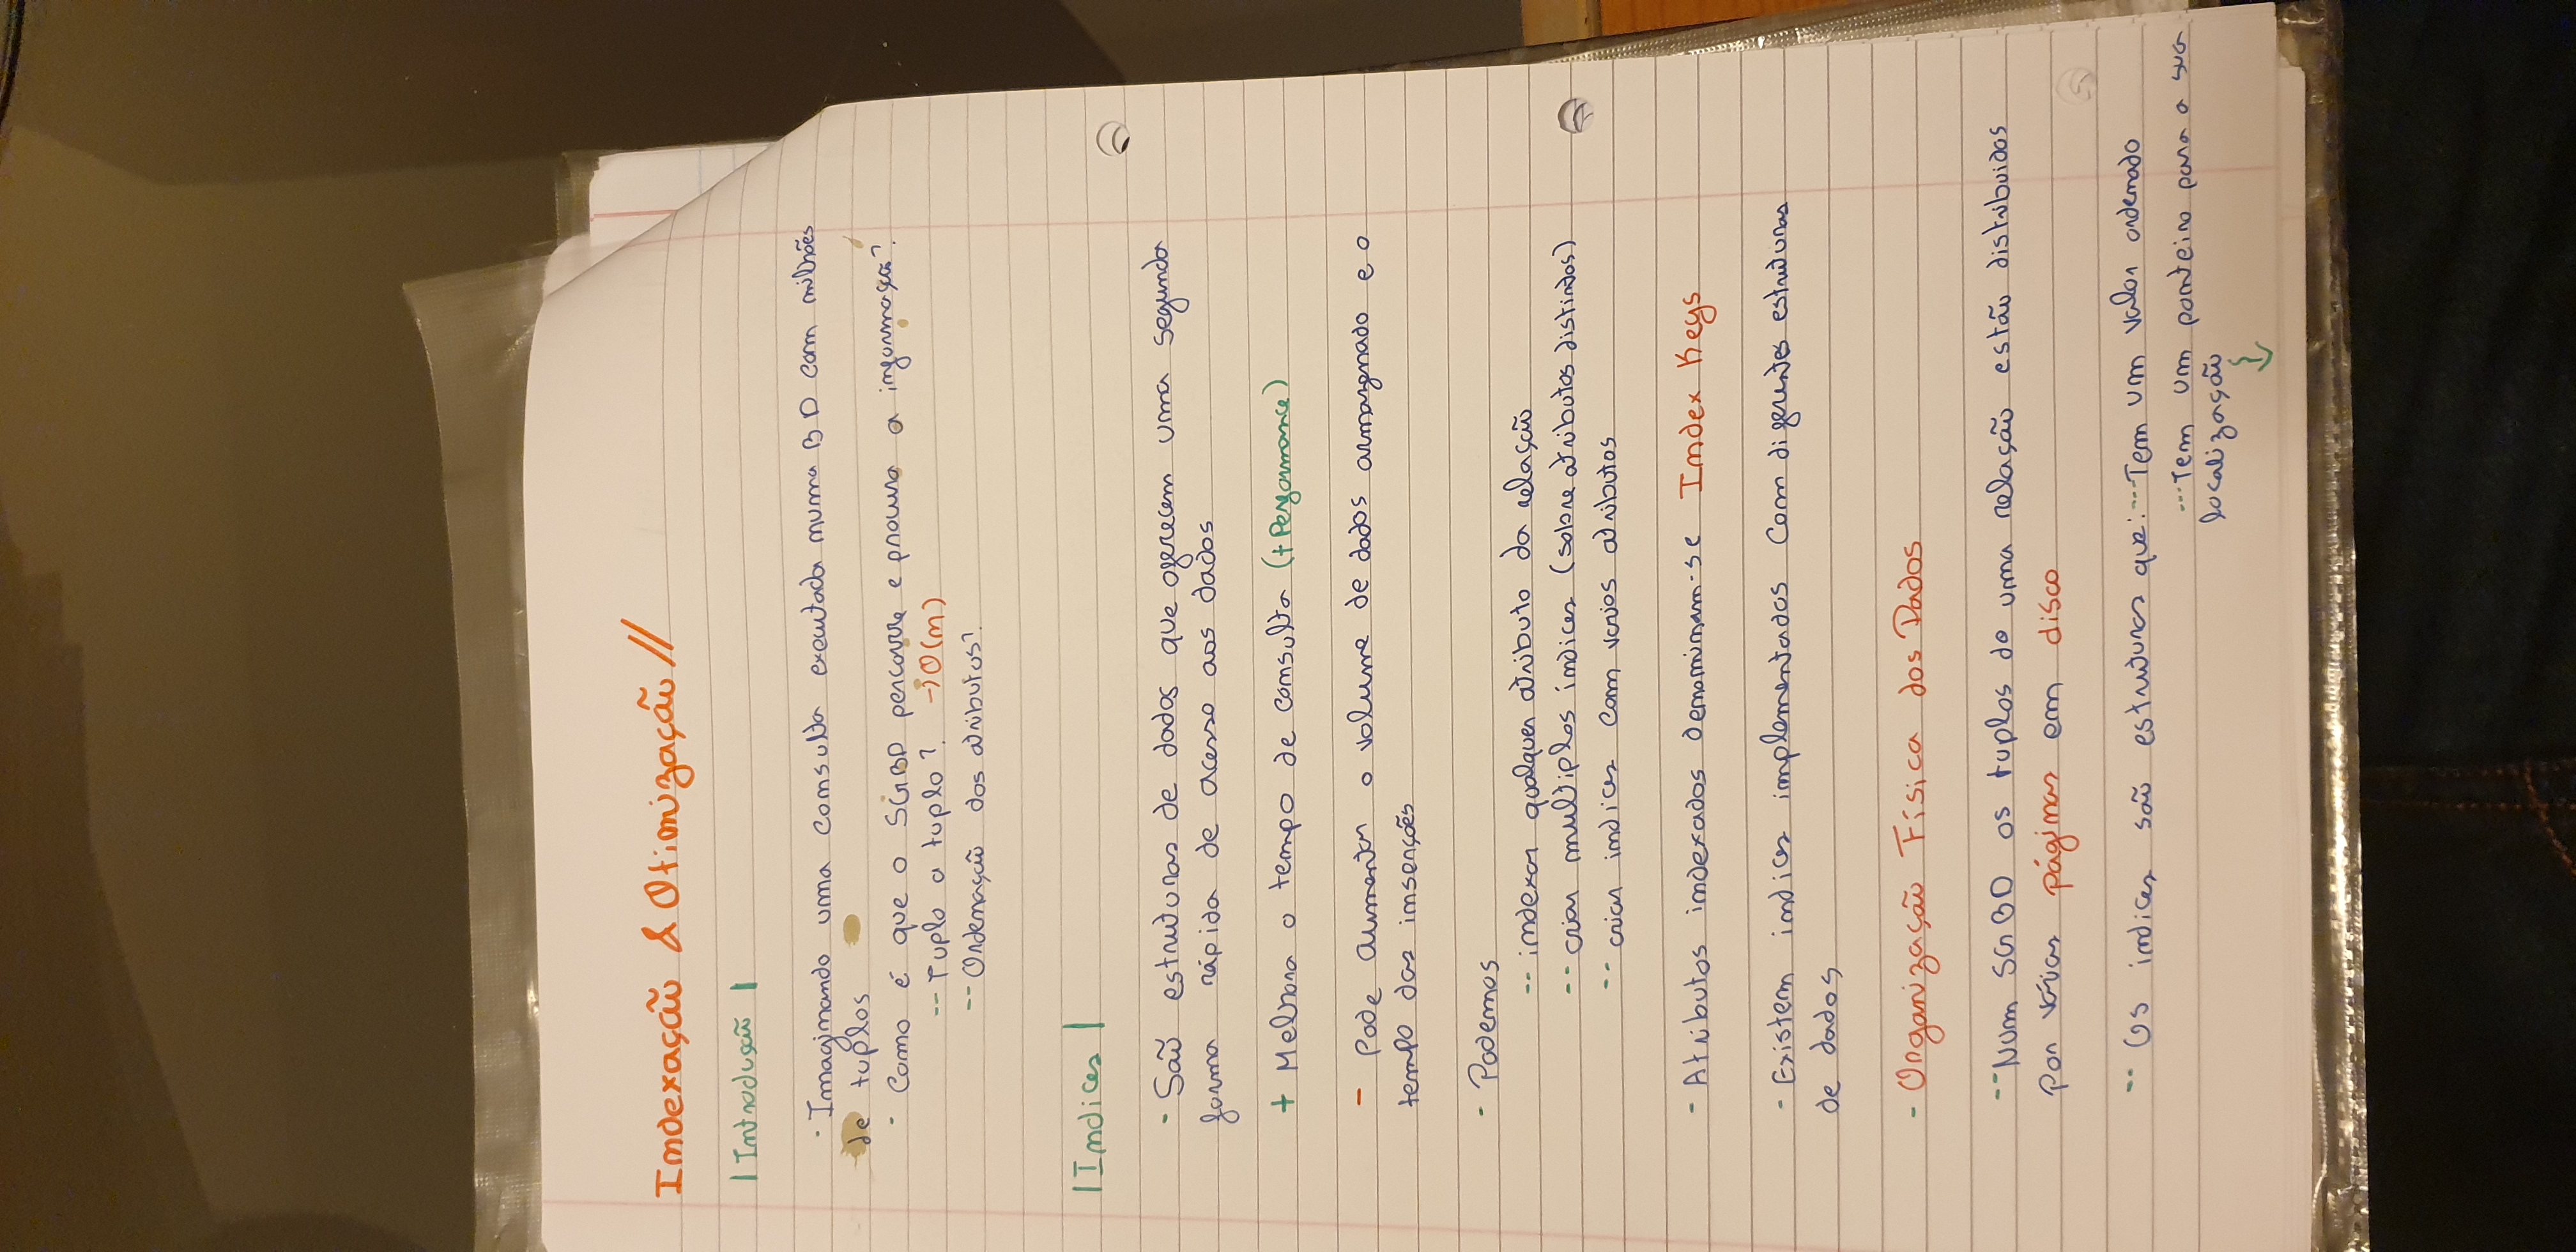 Indexação & Otimização //
| Introdução |
· Imaginando uma consulta executada numa BD com milhões
de tuplos
· Como é que o SGBD percorre e procura a informação?
-- Tuplo a tuplo? → O(n)
-- Ordenação dos atributos?
| Indices |
· São estruturas de dados que oferecem uma segunda
forma rápida de acesso aos dados
+ Melhora o tempo de consulta (+ Performance)
- Pode aumentar o volume de dados armazenado e o
tempo das inserções
- Podemos
-- indexar qualquer atributo da relação
-- criar multiplos índices (sobre atributos distintos)
-- criar indices com varios atributos
- Atributos indexados denominam-se Index Keys
- Existem indices implementados com diferentes estruturas
de dados
- Organização Física dos Dados
-- Num SGBD os tuplos de uma relação estão distribuidos
por várias páginas em disco
-- Os indices são estruturas que: --- Tem um valor ordenado
--- Tem um ponteiro para a sua
localização
↓